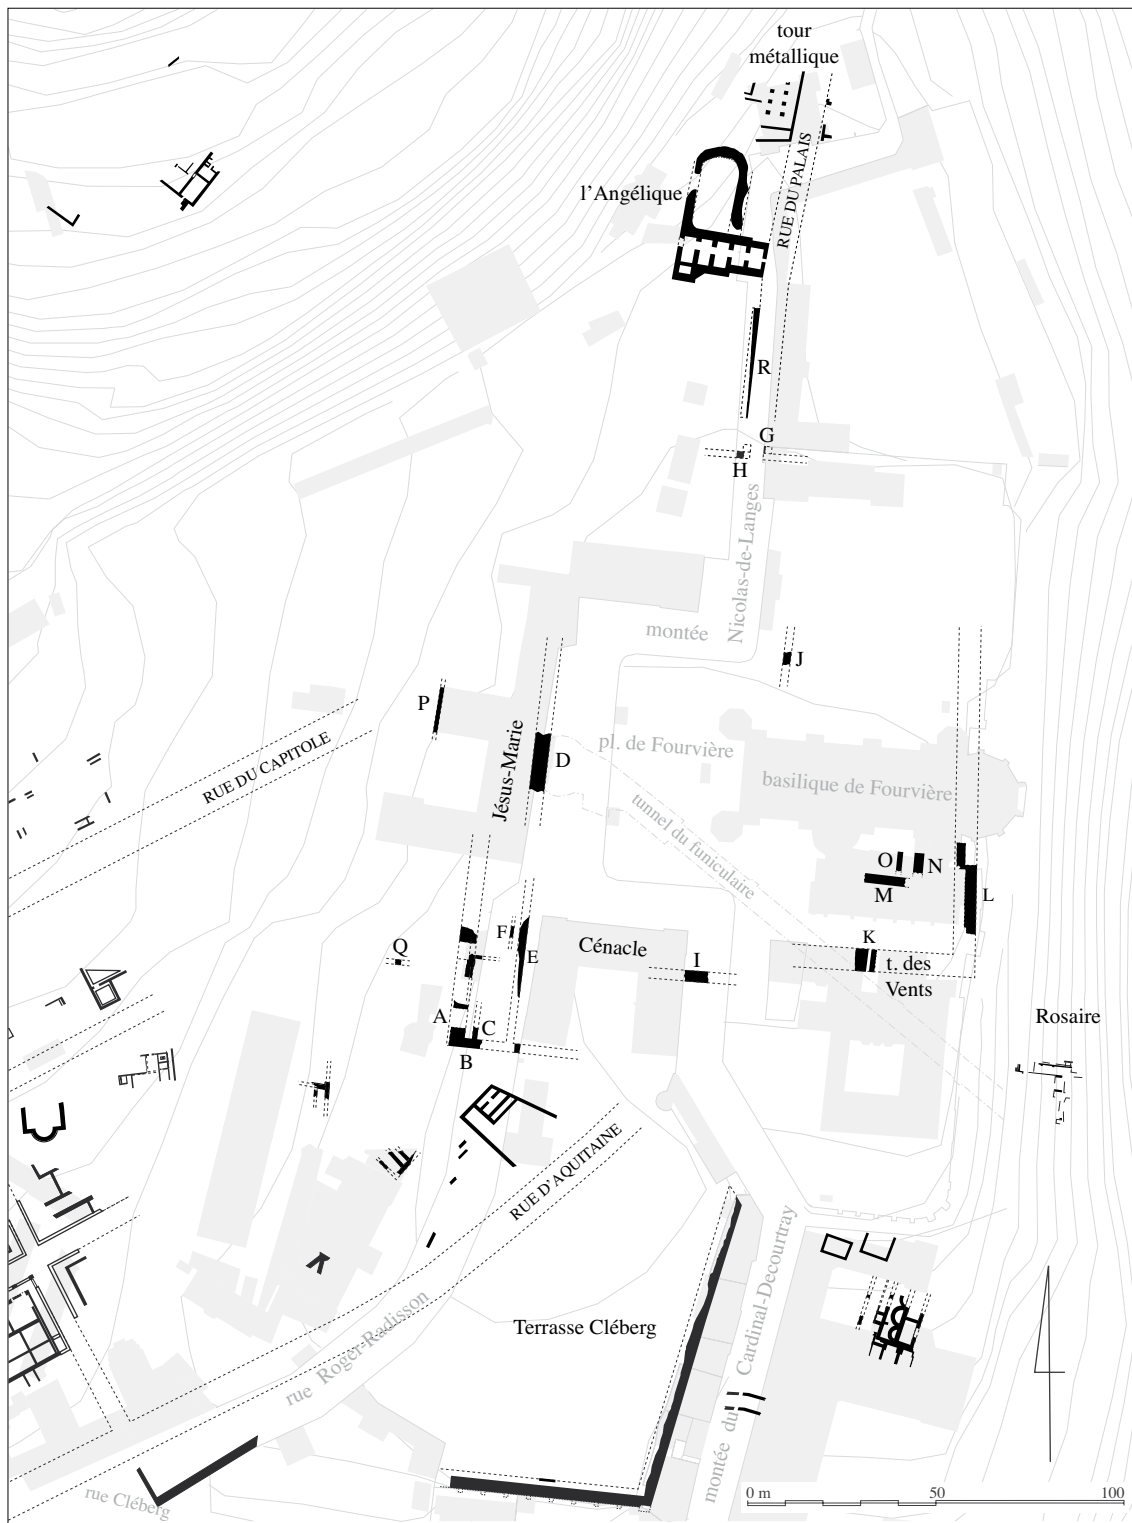 tour
métallique
l'Angélique
RUE DU PALAIS
R
G
H
Nicolas-de-Langes
montée
J
P
RUE DU CAPITOLE
Jésus-Marie
D
pl. de Fourvière
basilique de Fourvière
tunnel du funiculaire
O
N
M
L
Q
F
E
Cénacle
I
K
t. des
Vents
A
C
B
Rosaire
RUE D'AQUITAINE
Terrasse Cléberg
rue Roger-Radisson
montée du Cardinal-Decourtray
rue Cléberg
0 m
50
100